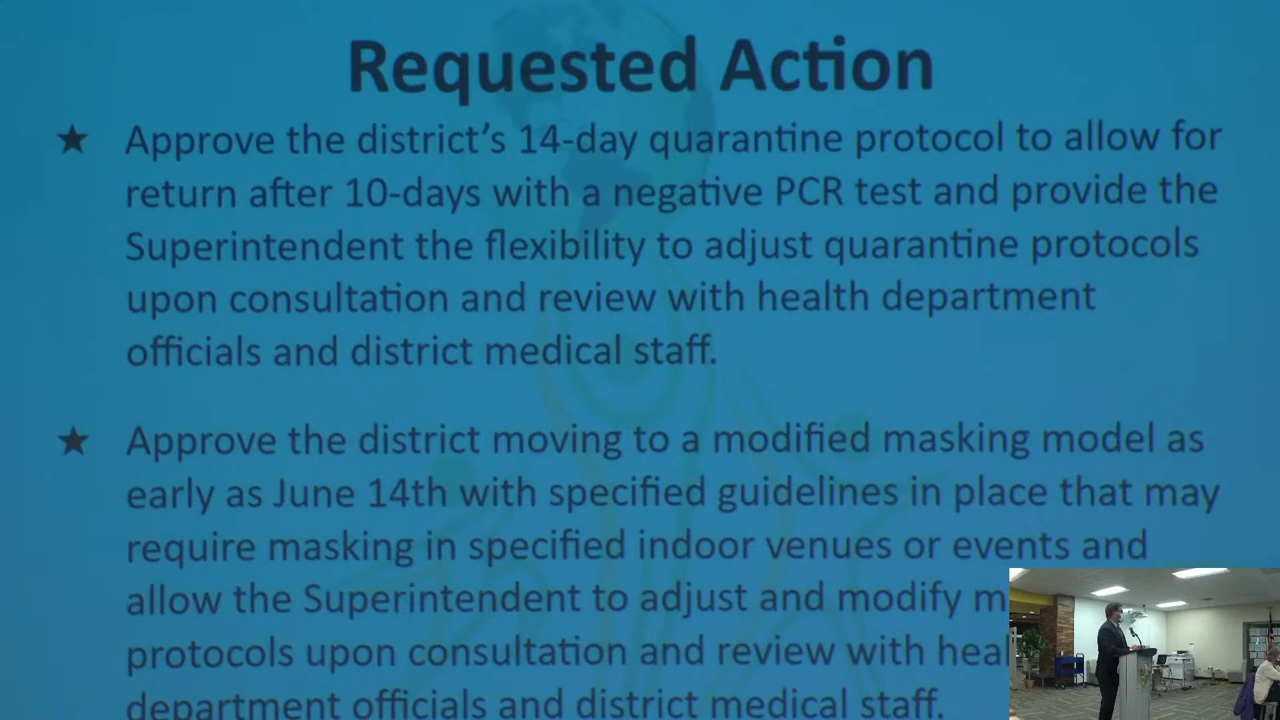 Requested Action
★ Approve the district's 14-day quarantine protocol to allow for
return after 10-days with a negative PCR test and provide the
Superintendent the flexibility to adjust quarantine protocols
upon consultation and review with health department
officials and district medical staff.
★ Approve the district moving to a modified masking model as
early as June 14th with specified guidelines in place that may
require masking in specified indoor venues or events and
allow the Superintendent to adjust and modify
protocols upon consultation and review with
department officials and district medical staff.